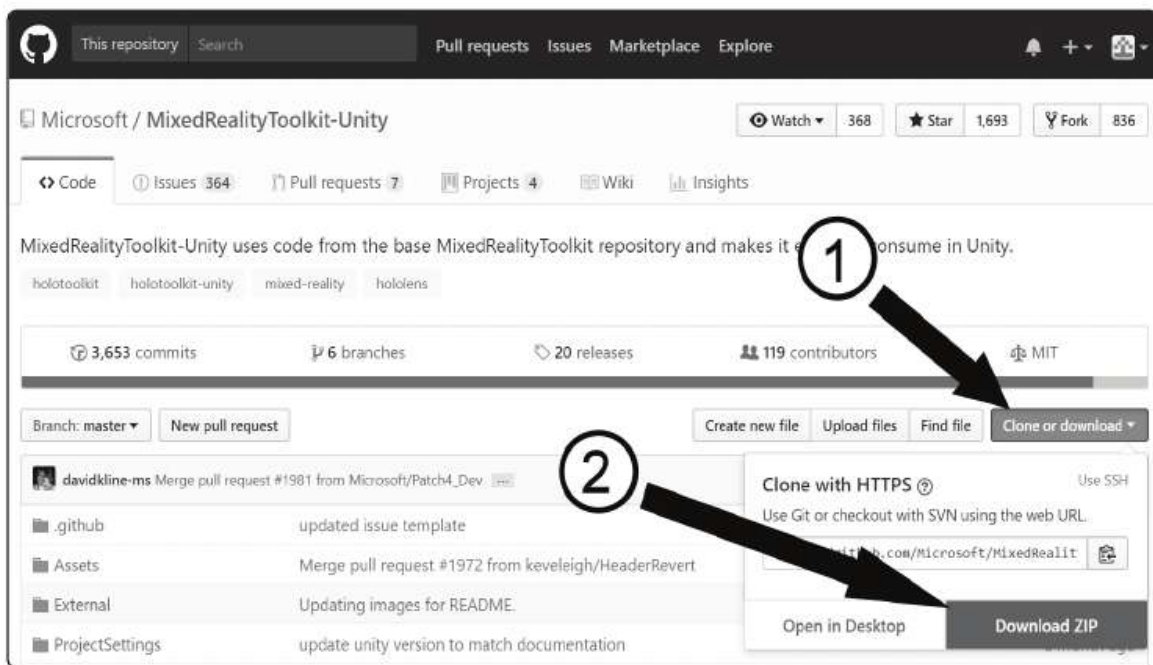 This repository Search Pull requests Issues Marketplace Explore
Microsoft / MixedRealityToolkit-Unity Watch 368 Star 1,693 Fork 836
Code Issues 364 Pull requests 7 Projects 4 Wiki Insights
MixedRealityToolkit-Unity uses code from the base MixedRealityToolkit repository and makes it onsume in Unity.
1
holotoolkit holotoolkit-unity mixed-reality hololens
3,653 commits 6 branches 20 releases 119 contributors MIT
Branch: master New pull request Create new file Upload files Find file Clone or download
davidkline-ms Merge pull request #1981 from Microsoft/Patch4_Dev ...
2
Clone with HTTPS Use SSH
Use Git or checkout with SVN using the web URL.
.com/Microsoft/MixedRealit
Open in Desktop Download ZIP
.github updated issue template
Assets Merge pull request #1972 from keveleigh/HeaderRevert
External Updating images for README.
ProjectSettings update unity version to match documentation